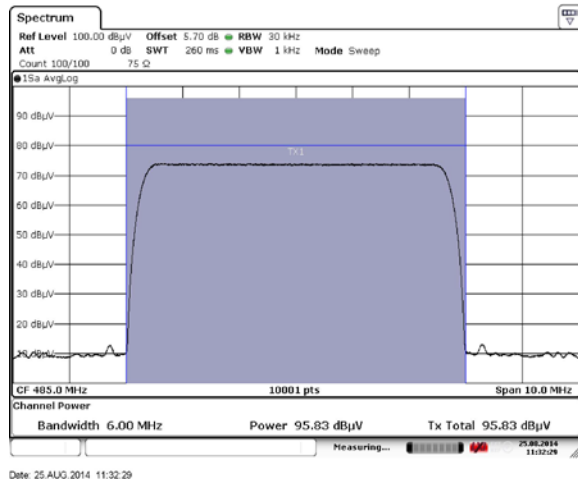 Spectrum
Ref Level 100.00 dBµV Offset 5.70 dB RBW 30 kHz
Att 0 dB SWT 260 ms VBW 1 kHz Mode Sweep
Count 100/100 75 Ω
1Sa AvgLog
90 dBµV
80 dBµV
TX1
70 dBµV
60 dBµV
50 dBµV
40 dBµV
30 dBµV
20 dBµV
10 dBµV
CF 485.0 MHz 10001 pts Span 10.0 MHz
Channel Power
Bandwidth 6.00 MHz Power 95.83 dBµV Tx Total 95.83 dBµV
Measuring... 25.08.2014
11:32:29
Date: 25.AUG.2014 11:32:29